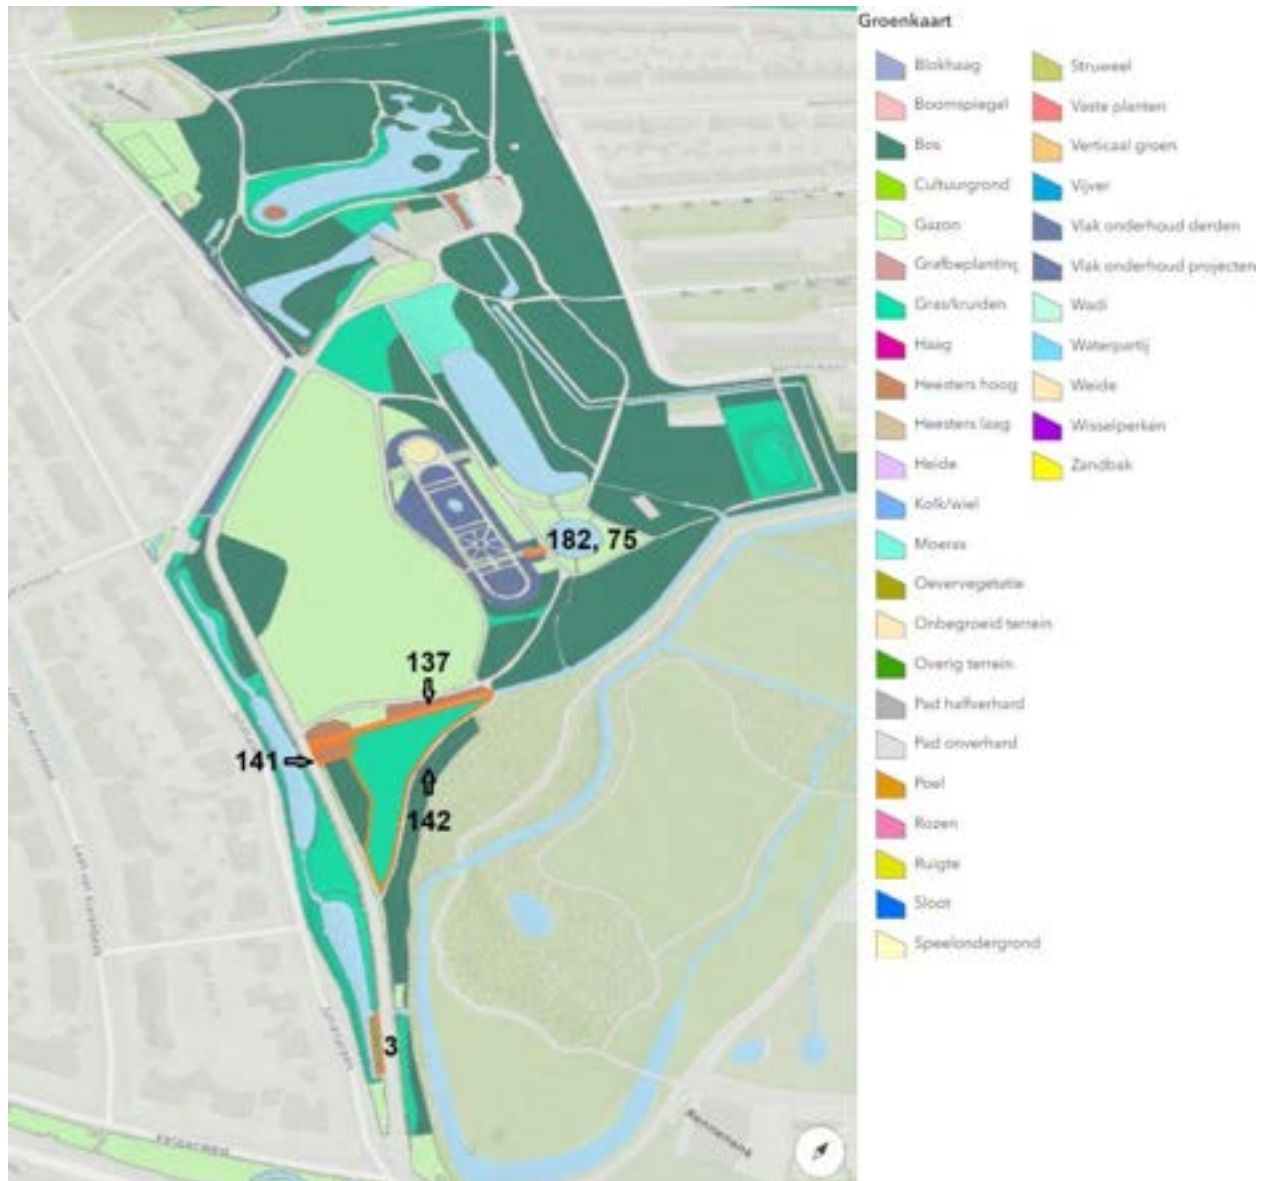 Groenkaart
Blokhaag
Boomspiegel
Bos
Cultuurgrond
Gazon
Grafbeplanting
Gras/kruiden
Haag
Heesters hoog
Heesters laag
Heide
Kolk/wiel
Moeras
Oevervegetatie
Onbegroeid terrein
Overig terrein
Pad halfverhard
Pad onverhard
Poel
Rozen
Ruigte
Sloot
Speelondergrond
Struweel
Vaste planten
Verticaal groen
Vijver
Vlak onderhoud derden
Vlak onderhoud projecten
Wadi
Waterpartij
Weide
Wisselperken
Zandbak
182, 75
137
141
142
3